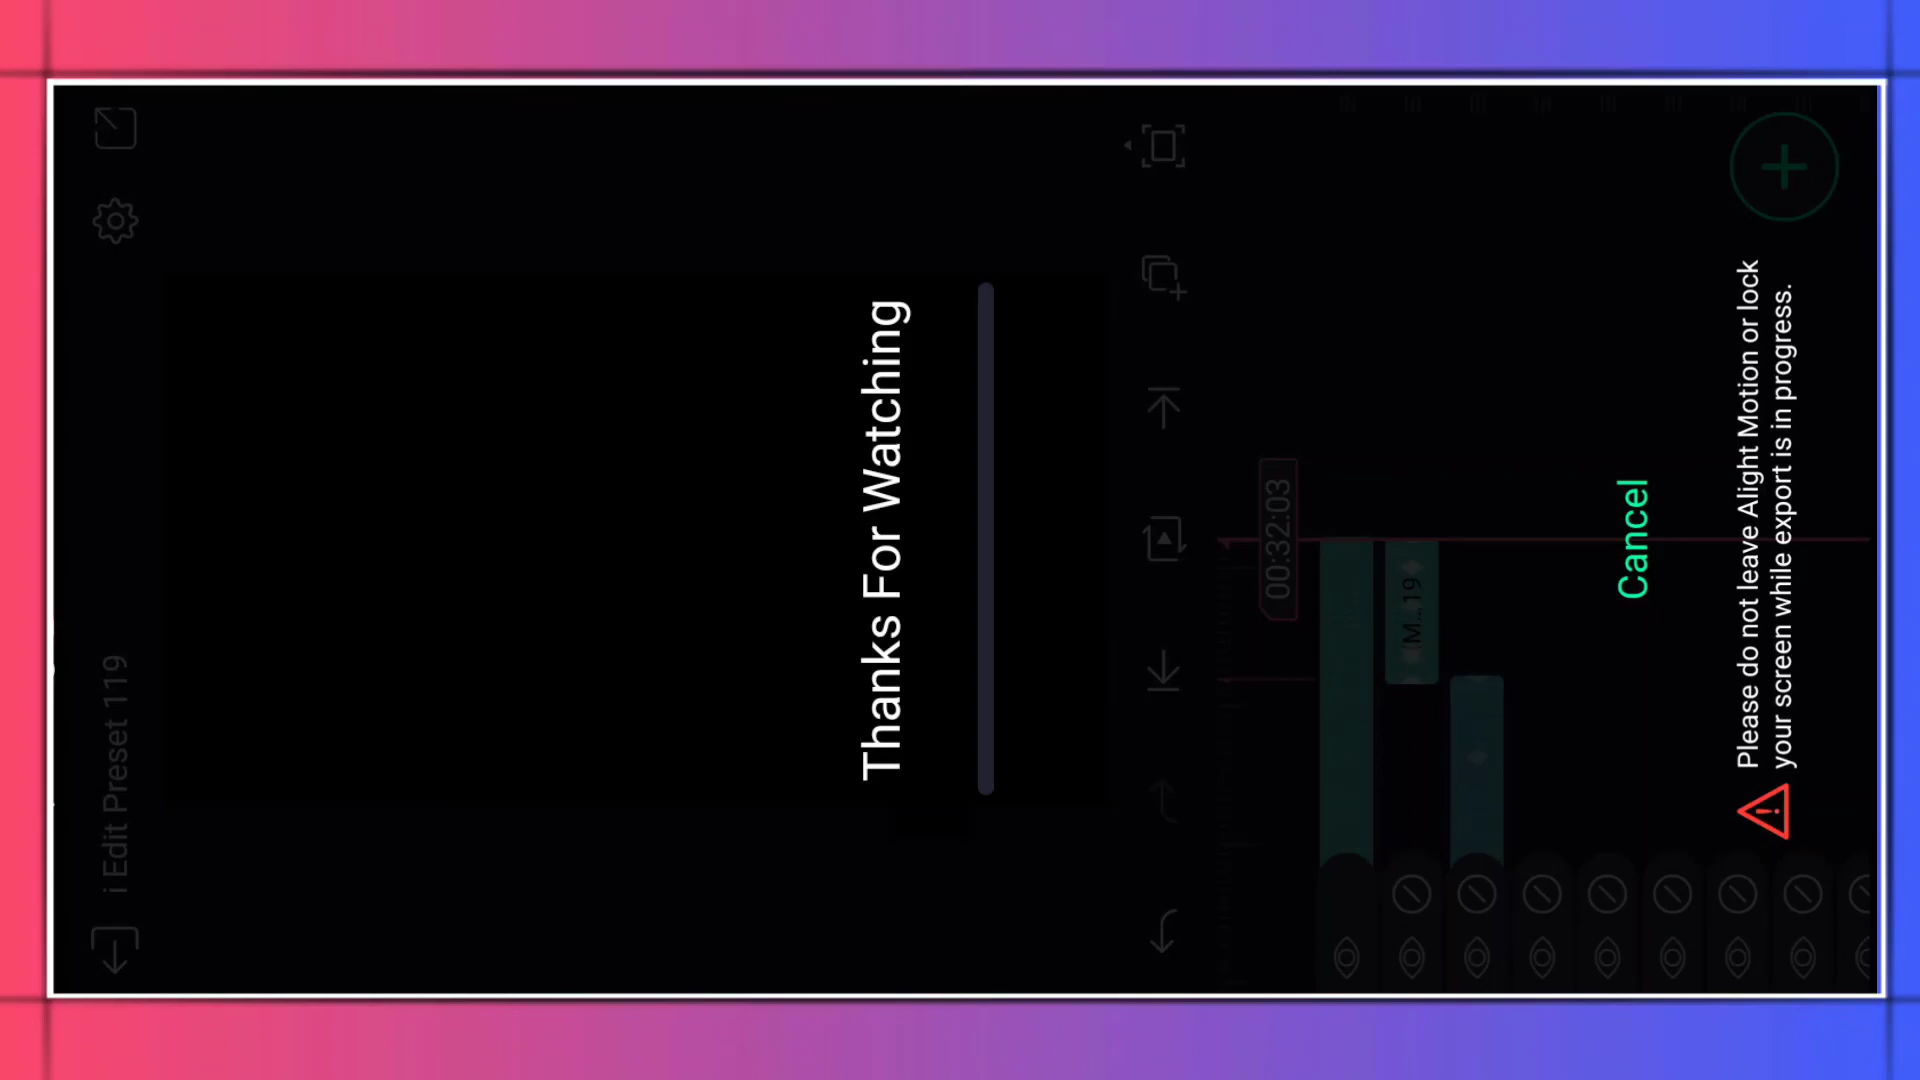 i Edit Preset 119
Thanks For Watching
00:32:03
(M...19
Cancel
Please do not leave Alight Motion or lock
your screen while export is in progress.